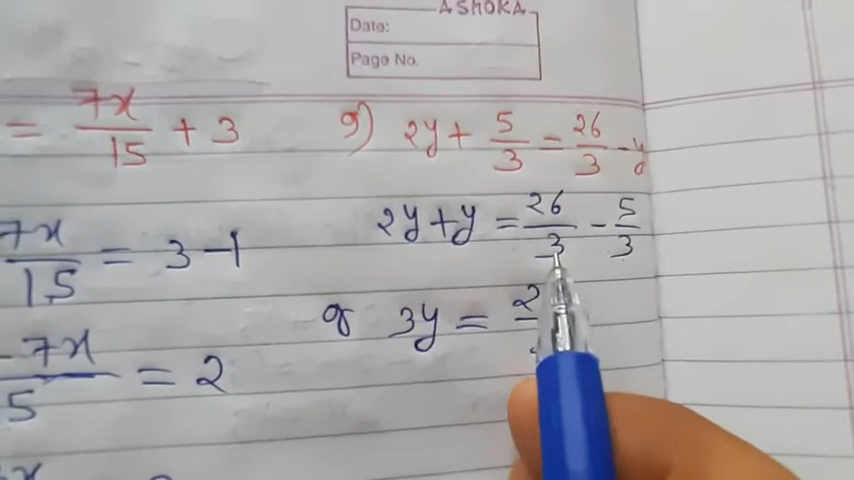 ASHOKA
Date:
Page No.
= 7x/15 + 3
9) 2y + 5/3 = 26/3 - y
7x/15 = 3 - 1
2y + y = 26/3 - 5/3
3y = 2
- 7x/5 = 2